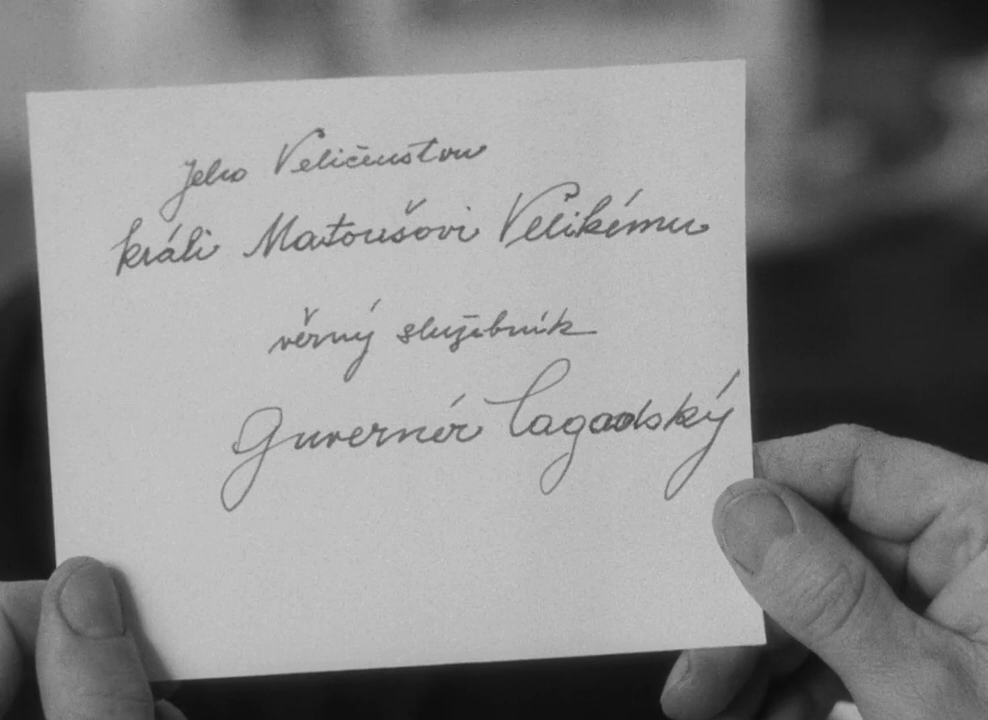 Jeho Veličenstvu
králi Matoušovi Velikému
věrný služebník
Guvernér Lagadský